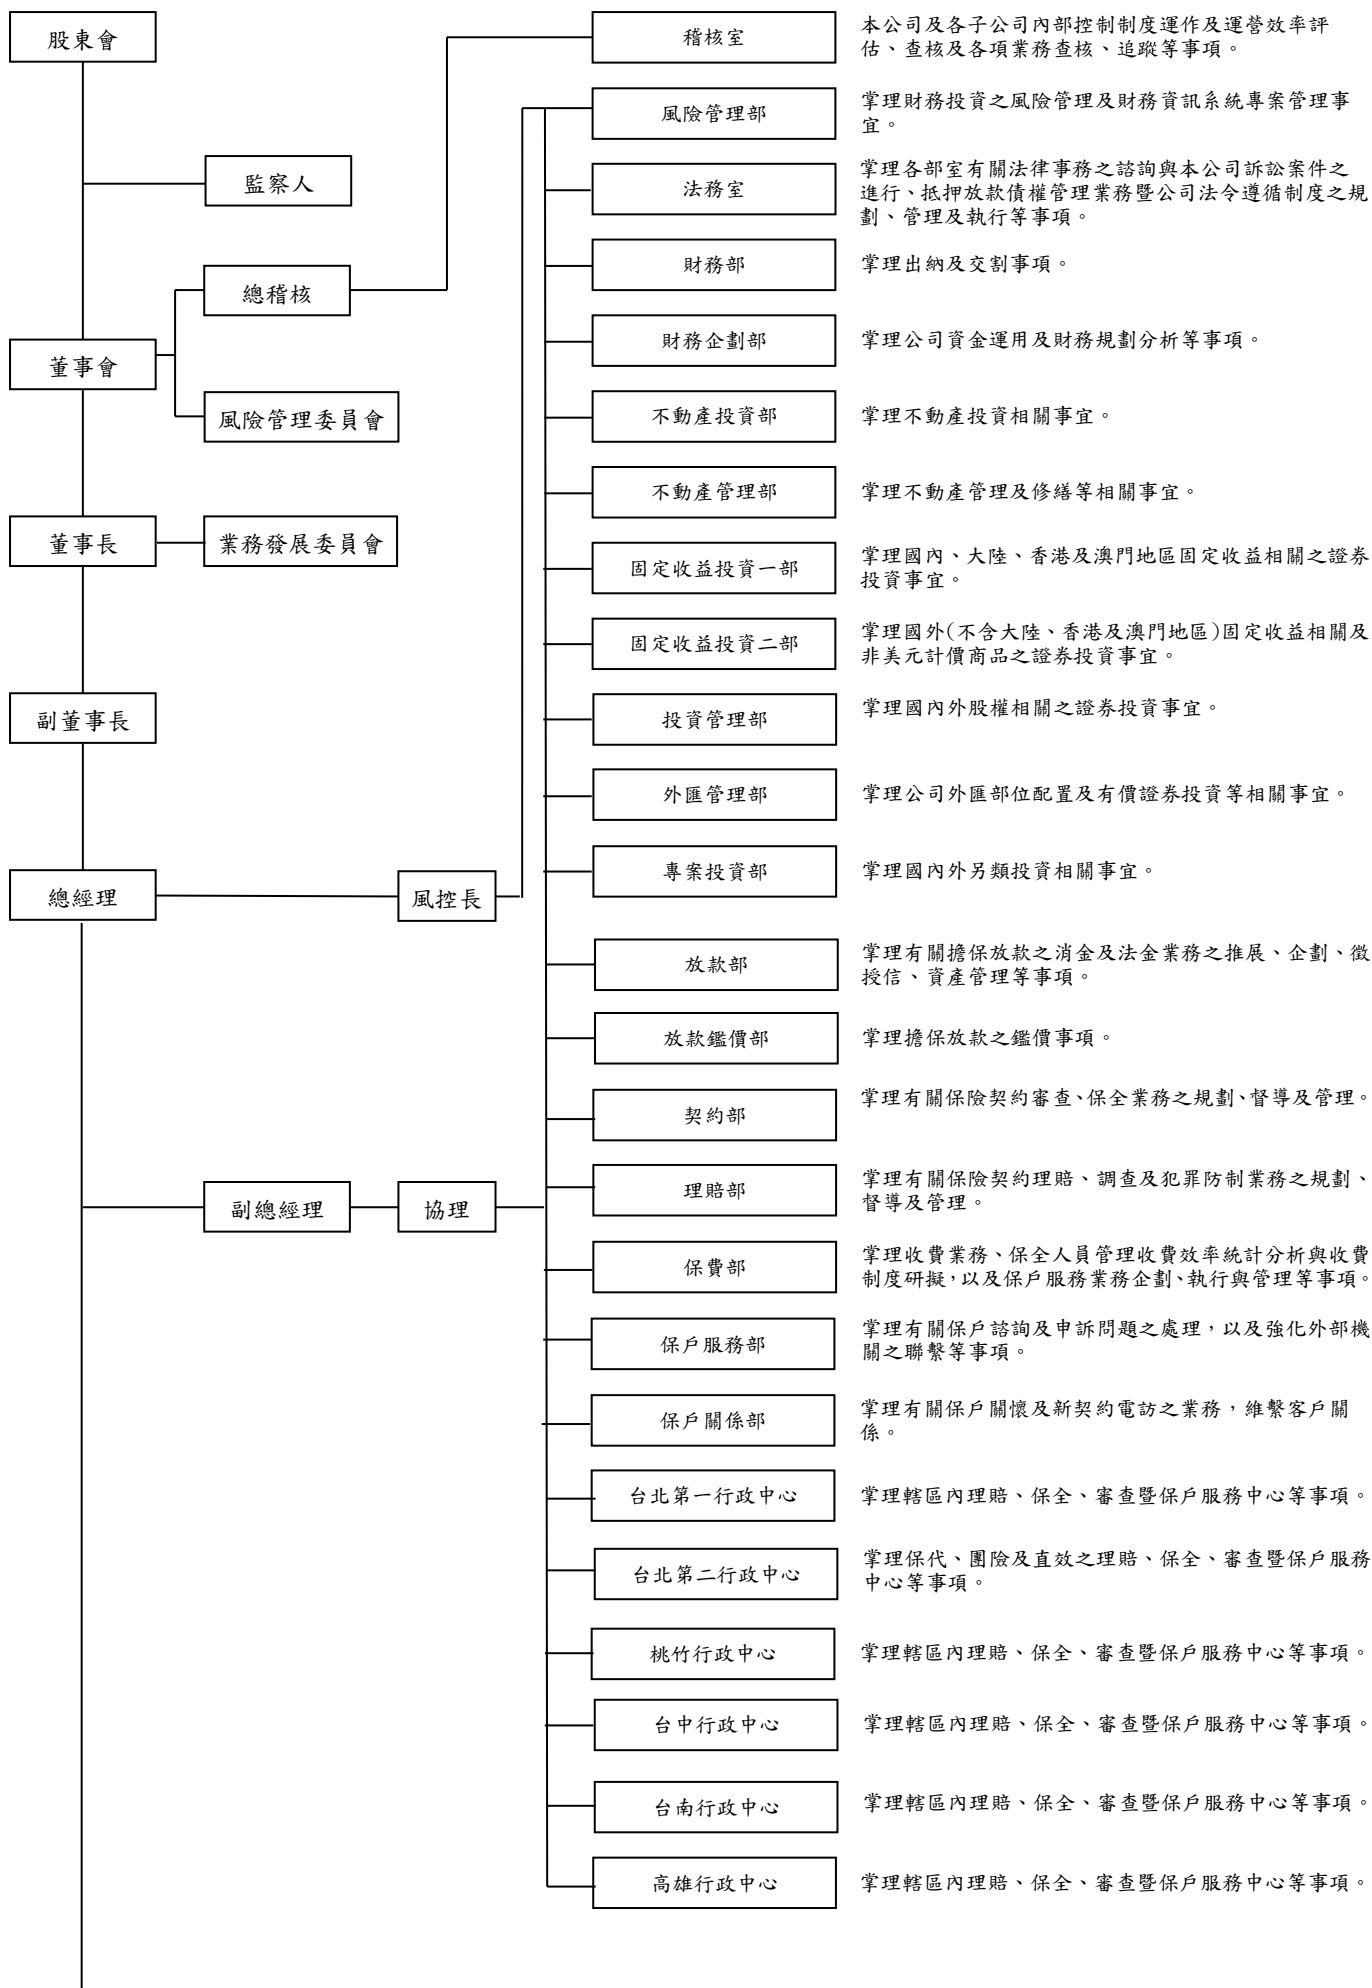 股東會
稽核室
本公司及各子公司內部控制制度運作及運營效率評
估、查核及各項業務查核、追蹤等事項。
風險管理部
掌理財務投資之風險管理及財務資訊系統專案管理事
宜。
監察人
法務室
掌理各部室有關法律事務之諮詢與本公司訴訟案件之
進行、抵押放款債權管理業務暨公司法令遵循制度之規
劃、管理及執行等事項。
總稽核
財務部
掌理出納及交割事項。
董事會
財務企劃部
掌理公司資金運用及財務規劃分析等事項。
風險管理委員會
不動產投資部
掌理不動產投資相關事宜。
不動產管理部
掌理不動產管理及修繕等相關事宜。
董事長
業務發展委員會
固定收益投資一部
掌理國內、大陸、香港及澳門地區固定收益相關之證券
投資事宜。
固定收益投資二部
掌理國外(不含大陸、香港及澳門地區)固定收益相關及
非美元計價商品之證券投資事宜。
副董事長
投資管理部
掌理國內外股權相關之證券投資事宜。
外匯管理部
掌理公司外匯部位配置及有價證券投資等相關事宜。
專案投資部
掌理國內外另類投資相關事宜。
總經理
風控長
放款部
掌理有關擔保放款之消金及法金業務之推展、企劃、徵
授信、資產管理等事項。
放款鑑價部
掌理擔保放款之鑑價事項。
契約部
掌理有關保險契約審查、保全業務之規劃、督導及管理。
理賠部
掌理有關保險契約理賠、調查及犯罪防制業務之規劃、
督導及管理。
副總經理
協理
保費部
掌理收費業務、保全人員管理收費效率統計分析與收費
制度研擬，以及保戶服務業務企劃、執行與管理等事項。
保戶服務部
掌理有關保戶諮詢及申訴問題之處理，以及強化外部機
關之聯繫等事項。
保戶關係部
掌理有關保戶關懷及新契約電訪之業務，維繫客戶關
係。
台北第一行政中心
掌理轄區內理賠、保全、審查暨保戶服務中心等事項。
台北第二行政中心
掌理保代、團險及直效之理賠、保全、審查暨保戶服務
中心等事項。
桃竹行政中心
掌理轄區內理賠、保全、審查暨保戶服務中心等事項。
台中行政中心
掌理轄區內理賠、保全、審查暨保戶服務中心等事項。
台南行政中心
掌理轄區內理賠、保全、審查暨保戶服務中心等事項。
高雄行政中心
掌理轄區內理賠、保全、審查暨保戶服務中心等事項。